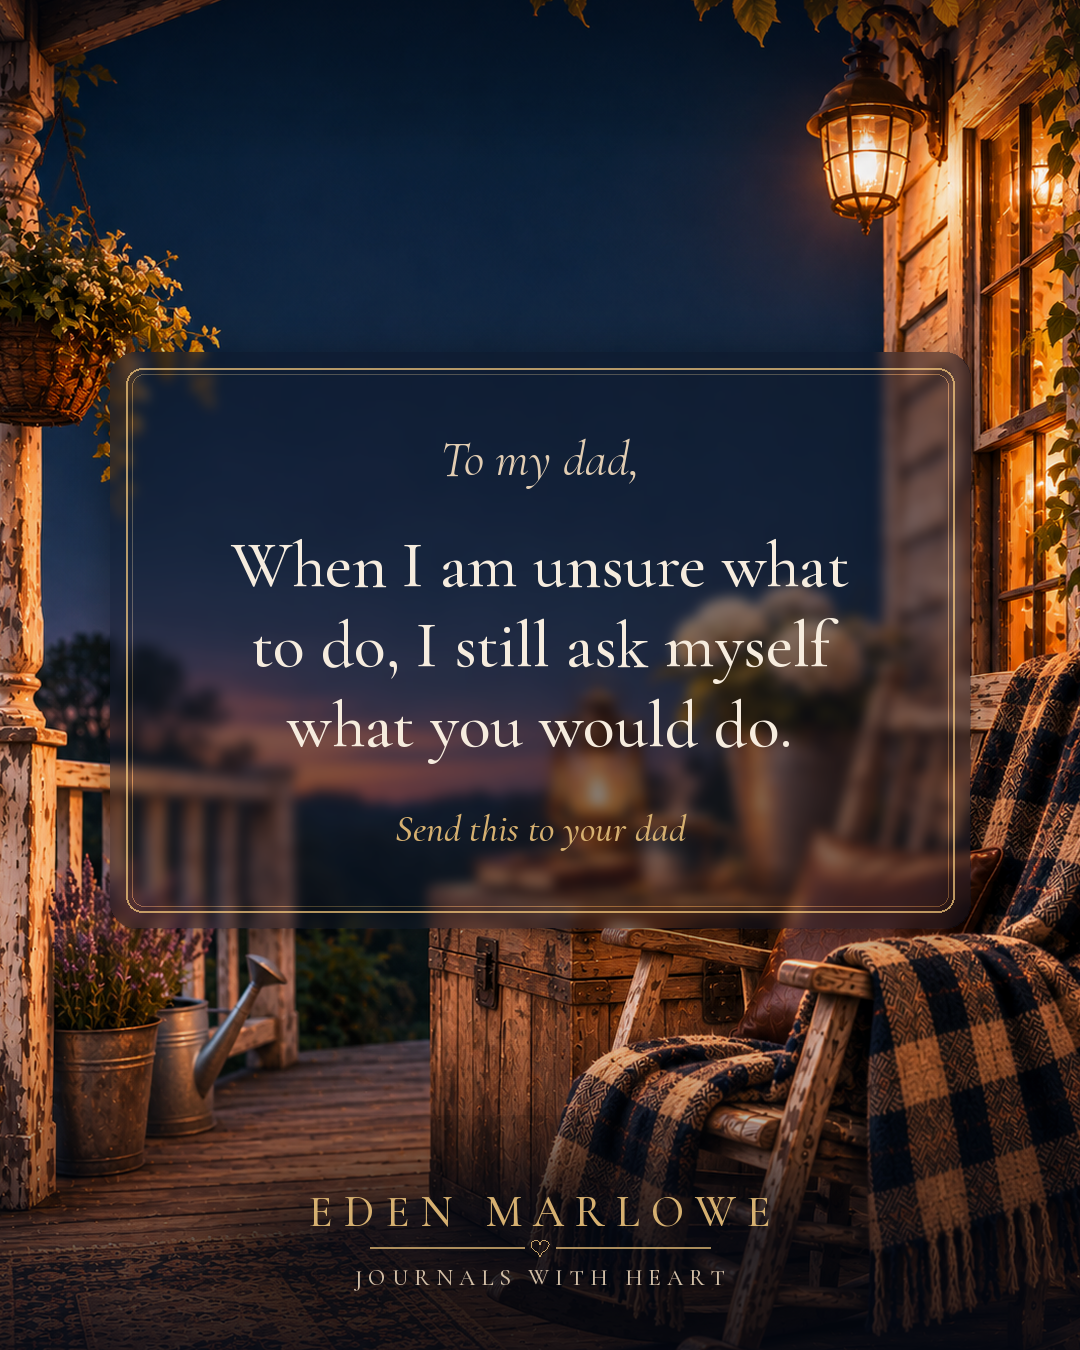 To my dad,
When I am unsure what
to do, I still ask myself
what you would do.
Send this to your dad
EDEN MARLOWE
JOURNALS WITH HEART